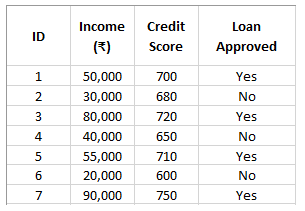 ID Income (₹) Credit Score Loan Approved
1 50,000 700 Yes
2 30,000 680 No
3 80,000 720 Yes
4 40,000 650 No
5 55,000 710 Yes
6 20,000 600 No
7 90,000 750 Yes